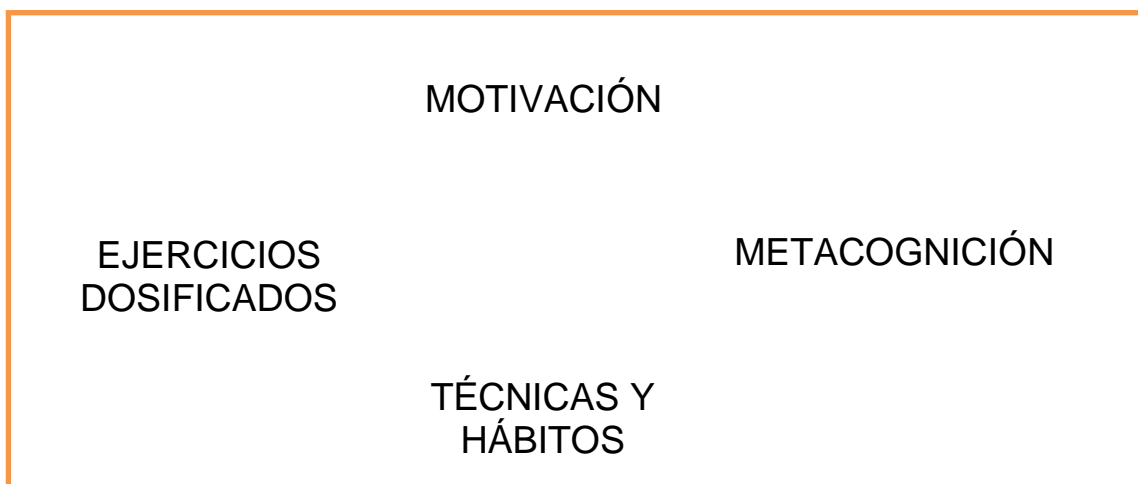 MOTIVACIÓN
EJERCICIOS
DOSIFICADOS
METACOGNICIÓN
TÉCNICAS Y
HÁBITOS